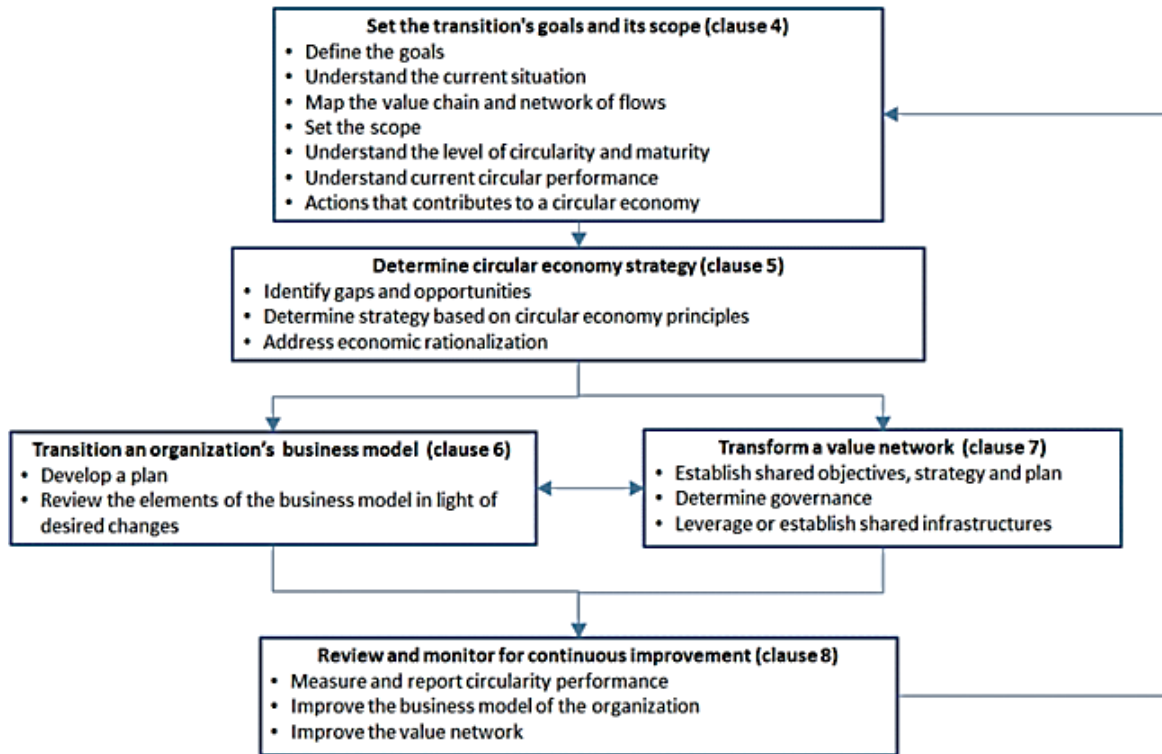 Set the transition's goals and its scope (clause 4)
• Define the goals
• Understand the current situation
• Map the value chain and network of flows
• Set the scope
• Understand the level of circularity and maturity
• Understand current circular performance
• Actions that contributes to a circular economy
Determine circular economy strategy (clause 5)
• Identify gaps and opportunities
• Determine strategy based on circular economy principles
• Address economic rationalization
Transition an organization's business model (clause 6)
• Develop a plan
• Review the elements of the business model in light of
desired changes
Transform a value network (clause 7)
• Establish shared objectives, strategy and plan
• Determine governance
• Leverage or establish shared infrastructures
Review and monitor for continuous improvement (clause 8)
• Measure and report circularity performance
• Improve the business model of the organization
• Improve the value network